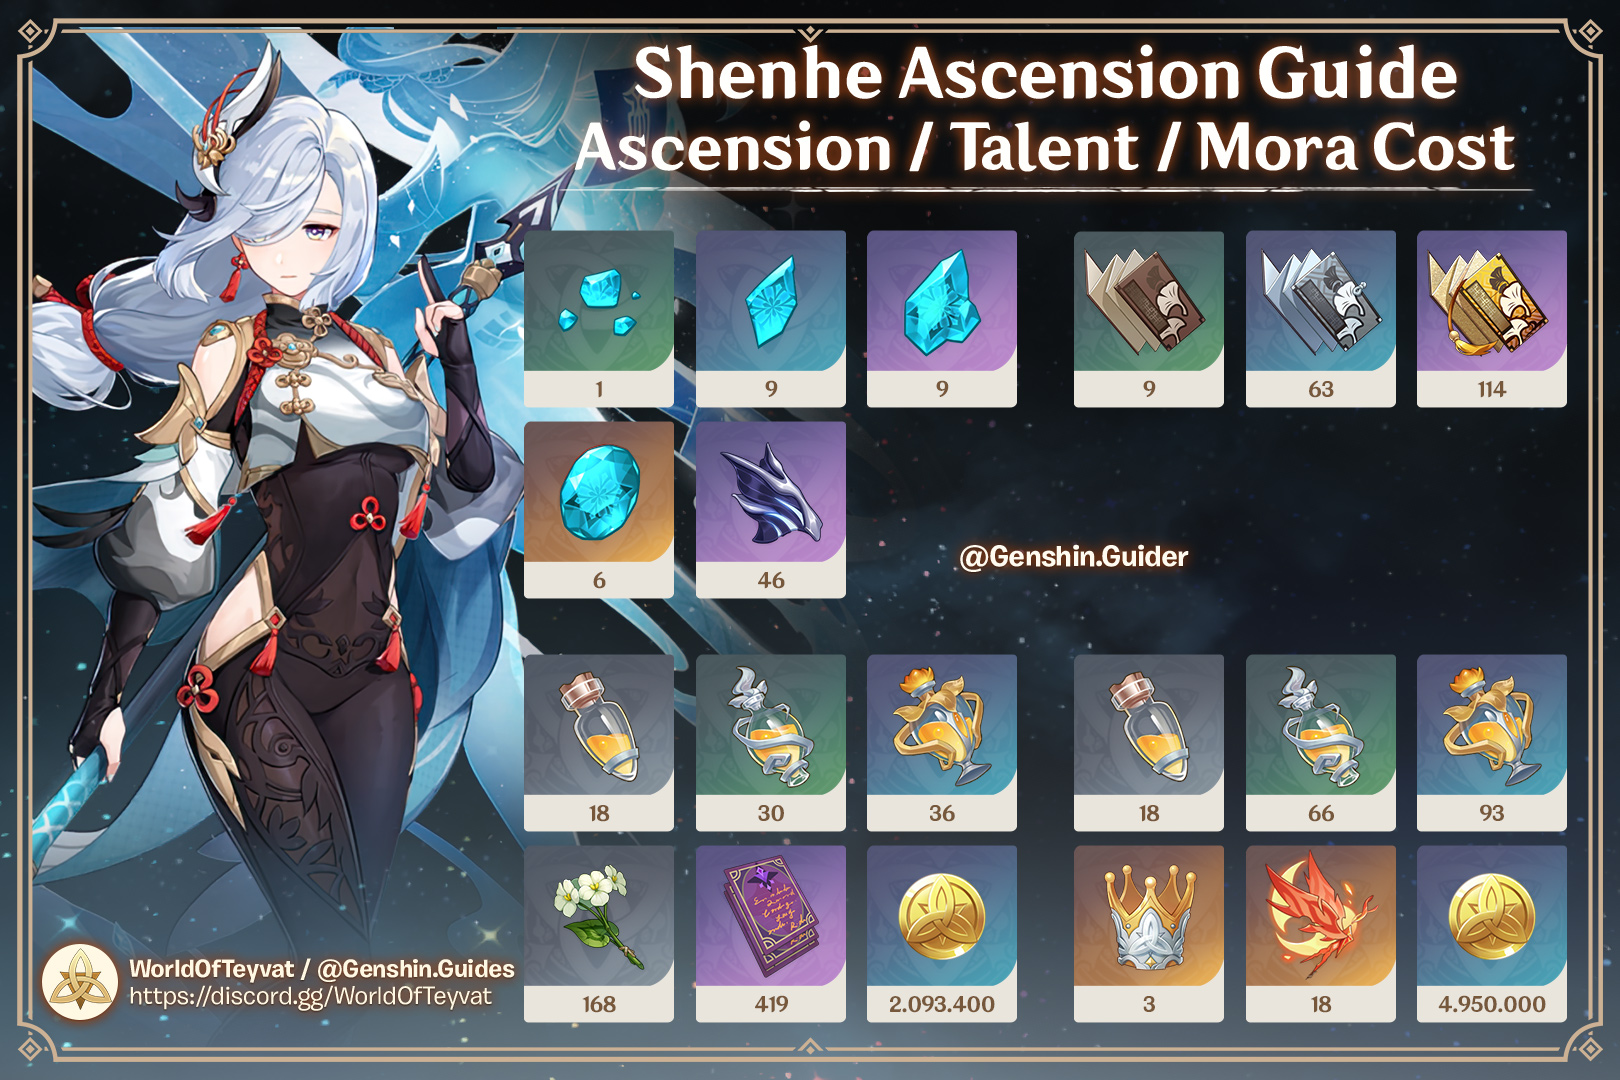 Shenhe Ascension Guide
Ascension / Talent / Mora Cost
1 9 9 9 63 114
6 46
@Genshin.Guider
18 30 36 18 66 93
168 419 2.093.400 3 18 4.950.000
WorldOfTeyvat / @Genshin.Guides
https://discord.gg/WorldOfTeyvat